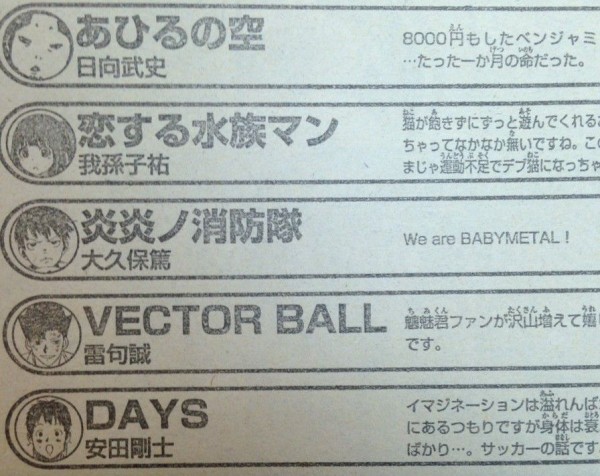 あひるの空
日向武史
8000円もしたベンジャミ
…たった一か月の命だった。
恋する水族マン
我孫子祐
猫が飽きずにずっと遊んでくれるお
ちゃってなかなか無いですね。この
まじゃ運動不足でデブ猫になっちゃ
炎炎ノ消防隊
大久保篤
We are BABYMETAL！
VECTOR BALL
雷句誠
魑魅君ファンが沢山増えて嬉し
です。
DAYS
安田剛士
イマジネーションは溢れんば
にあるつもりですが身体は衰
ばかり…。サッカーの話です